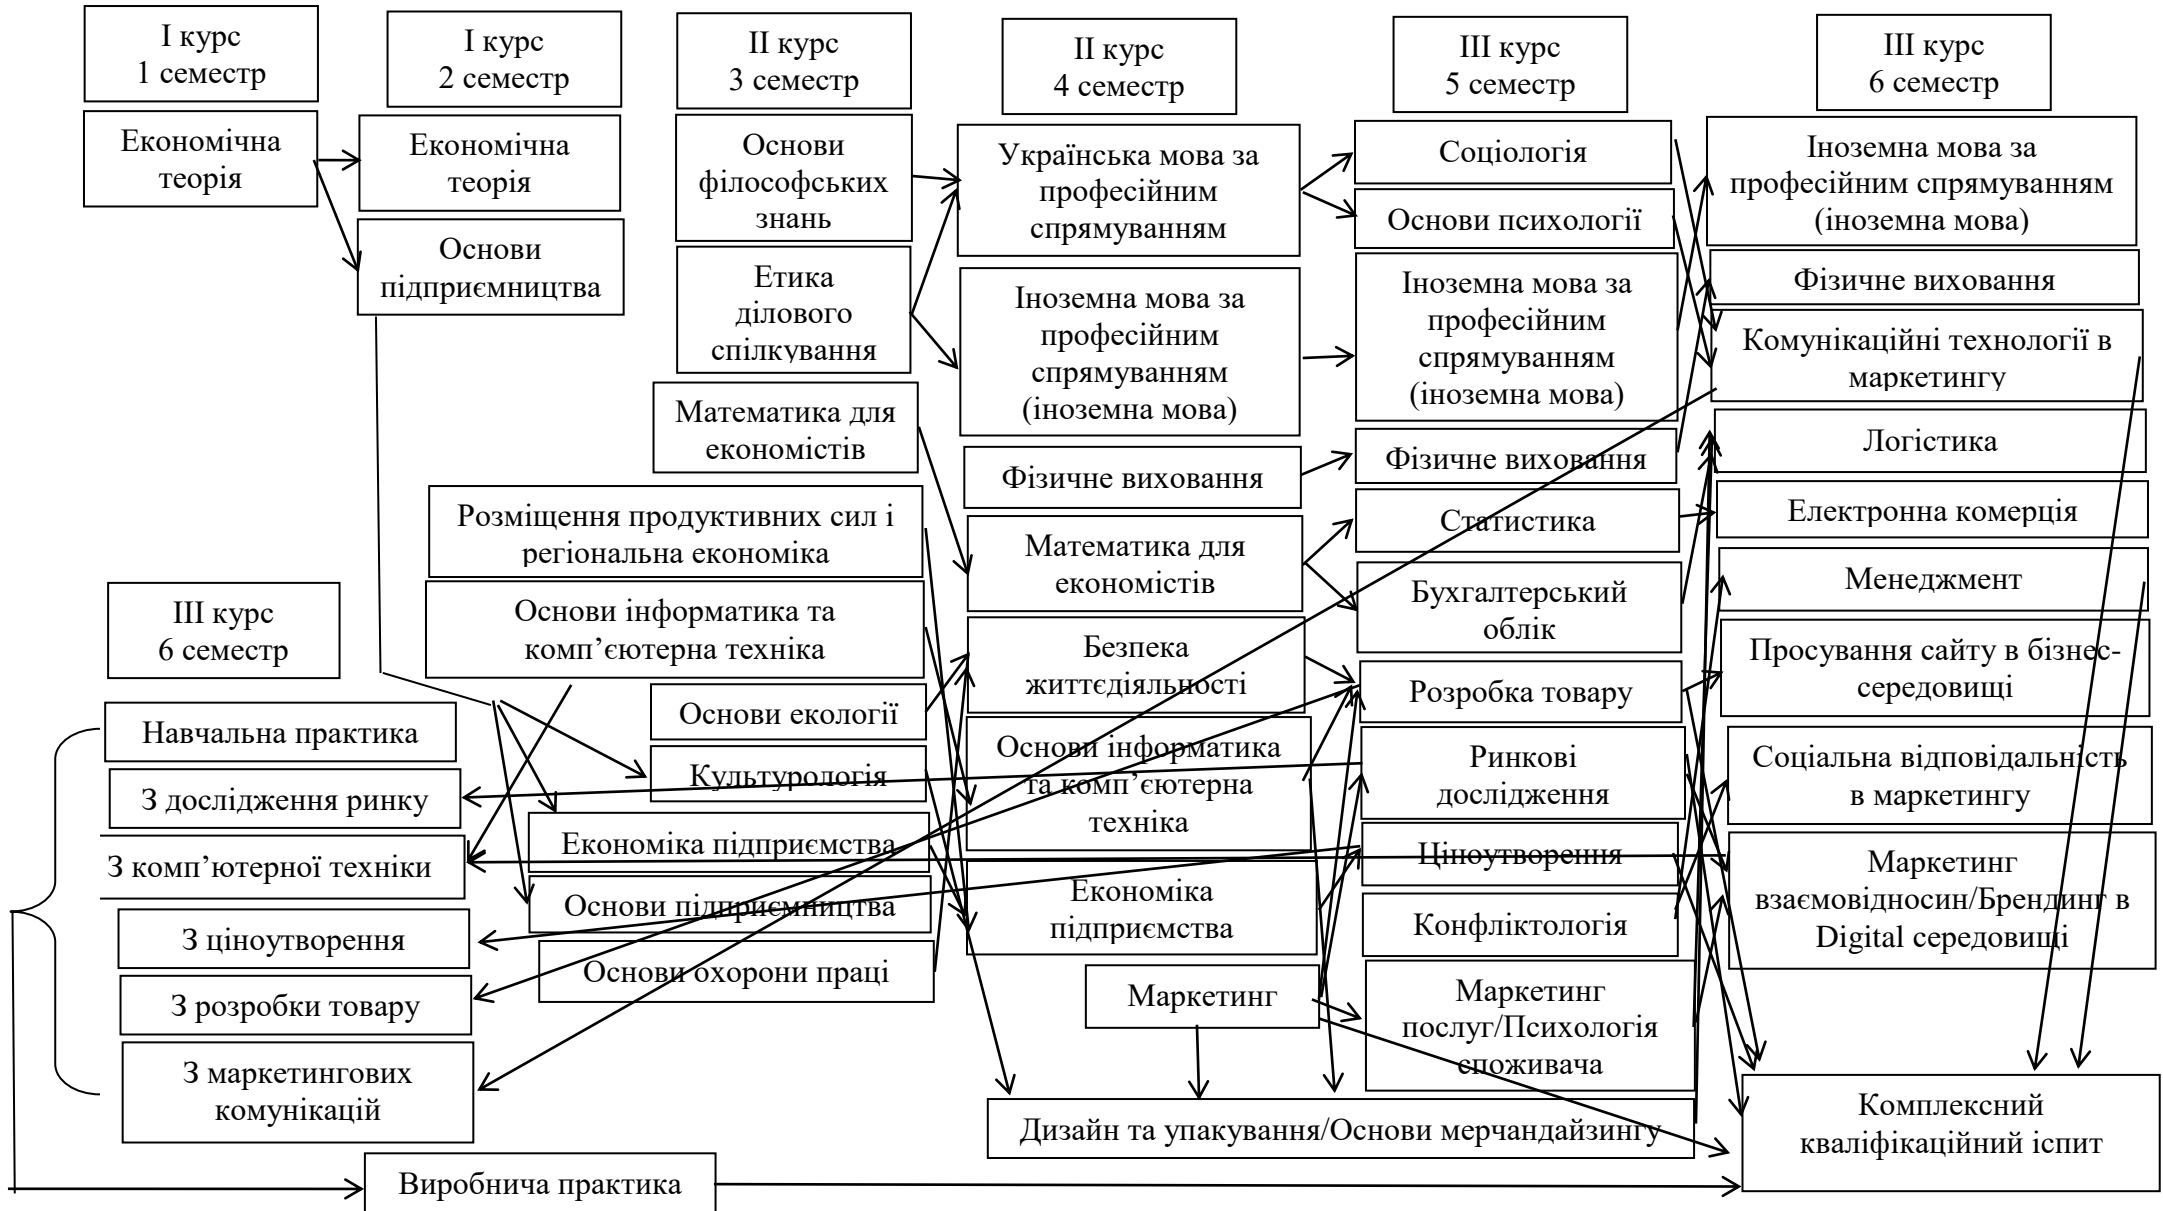 І курс
1 семестр
І курс
2 семестр
ІІ курс
3 семестр
ІІ курс
4 семестр
ІІІ курс
5 семестр
ІІІ курс
6 семестр
Економічна
теорія
Економічна
теорія
Основи
підприємництва
Основи
філософських
знань
Етика
ділового
спілкування
Математика для
економістів
Розміщення продуктивних сил і
регіональна економіка
Основи інформатика та
комп’єютерна техніка
Основи екології
Культурологія
Економіка підприємства
Основи підприємництва
Основи охорони праці
Українська мова за
професійним
спрямуванням
Іноземна мова за
професійним
спрямуванням
(іноземна мова)
Фізичне виховання
Математика для
економістів
Безпека
життєдіяльності
Основи інформатика
та комп’єютерна
техніка
Економіка
підприємства
Маркетинг
Дизайн та упакування/Основи мерчандайзингу
Соціологія
Основи психології
Іноземна мова за
професійним
спрямуванням
(іноземна мова)
Фізичне виховання
Статистика
Бухгалтерський
облік
Розробка товару
Ринкові
дослідження
Ціноутворення
Конфліктологія
Маркетинг
послуг/Психологія
споживача
Іноземна мова за
професійним спрямуванням
(іноземна мова)
Фізичне виховання
Комунікаційні технології в
маркетингу
Логістика
Електронна комерція
Менеджмент
Просування сайту в бізнес-
середовищі
Соціальна відповідальність
в маркетингу
Маркетинг
взаємовідносин/Брендинг в
Digital середовищі
Комплексний
кваліфікаційний іспит
ІІІ курс
6 семестр
Навчальна практика
З дослідження ринку
З комп’ютерної техніки
З ціноутворення
З розробки товару
З маркетингових
комунікацій
Виробнича практика